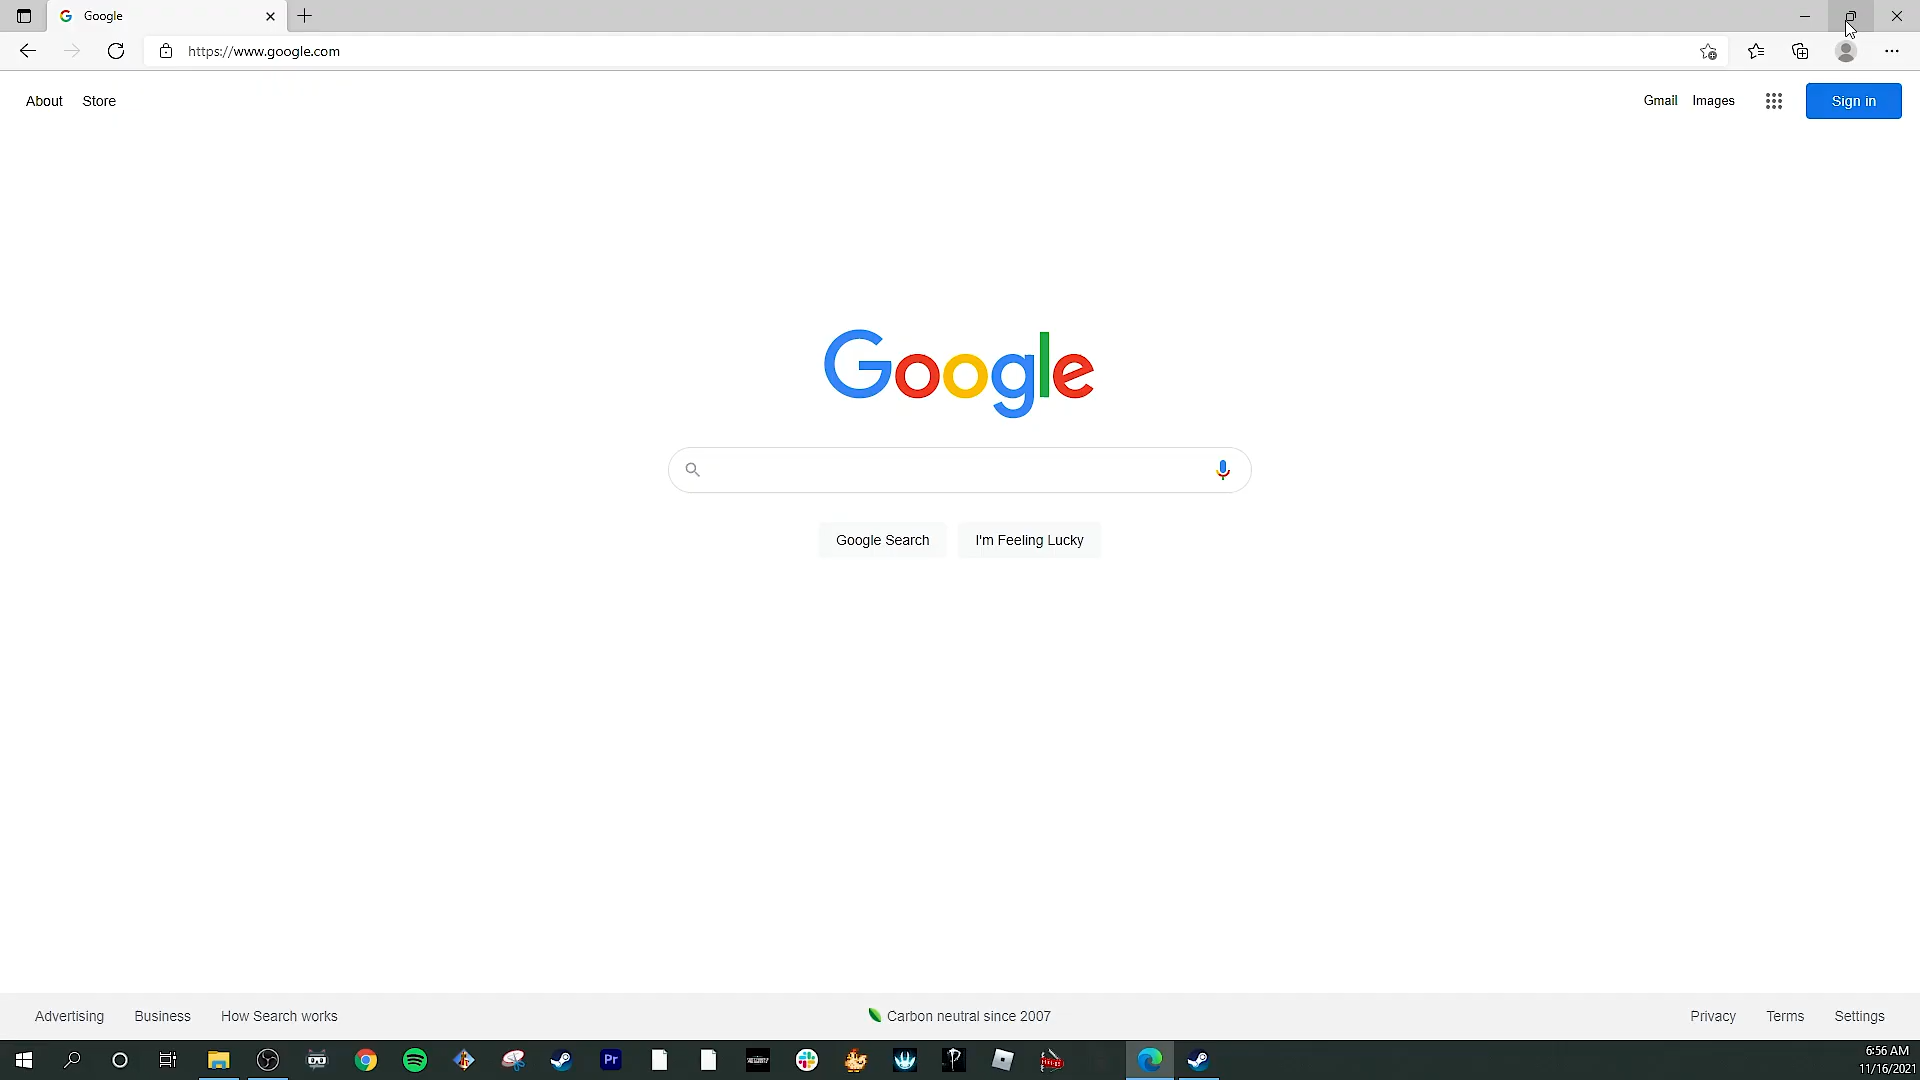 Google
https://www.google.com
About Store
Gmail Images Sign in
Google
Google Search I'm Feeling Lucky
Advertising Business How Search works
Carbon neutral since 2007
Privacy Terms Settings
Pr
6:56 AM
11/16/2021